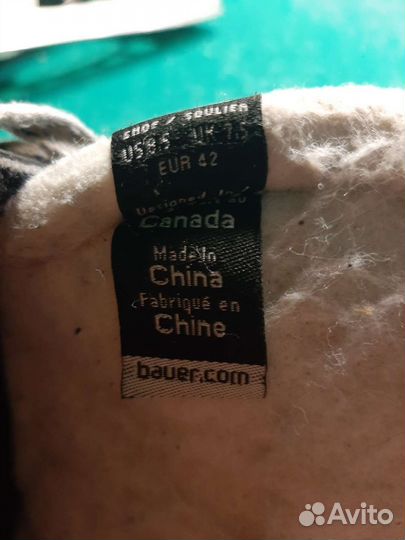 SHOE / SOULIER
US 8.5 UK 7.5
EUR 42
Designed in/
Canada
Made in
China
Fabriqué en
Chine
bauer.com
Avito